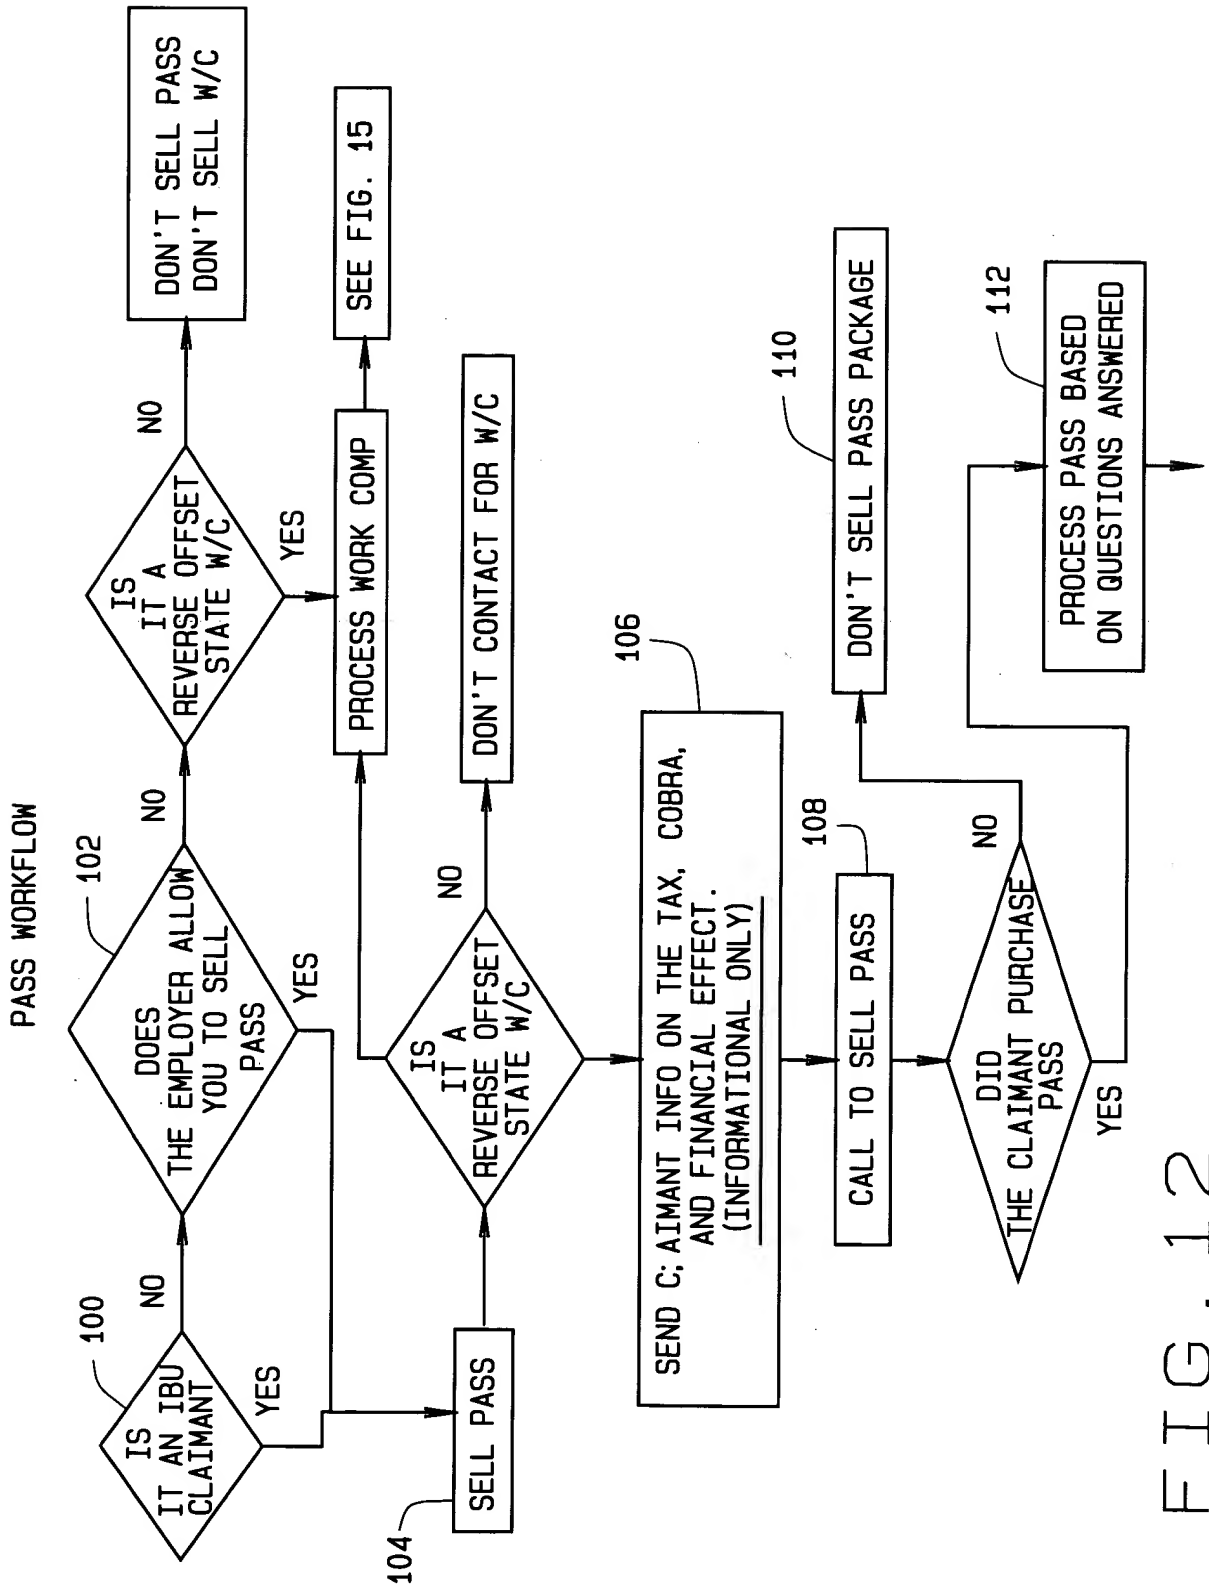 PASS WORKFLOW
100
IS
IT AN IBU
CLAIMANT
NO
YES
102
DOES
THE EMPLOYER ALLOW
YOU TO SELL
PASS
NO
YES
IS
IT A
REVERSE OFFSET
STATE W/C
NO
YES
DON'T SELL PASS
DON'T SELL W/C
PROCESS WORK COMP
SEE FIG. 15
104
SELL PASS
IS
IT A
REVERSE OFFSET
STATE W/C
NO
DON'T CONTACT FOR W/C
106
SEND C; AIMANT INFO ON THE TAX, COBRA,
AND FINANCIAL EFFECT.
(INFORMATIONAL ONLY)
108
CALL TO SELL PASS
DID
THE CLAIMANT PURCHASE
PASS
NO
YES
110
DON'T SELL PASS PACKAGE
112
PROCESS PASS BASED
ON QUESTIONS ANSWERED
FIG. 12